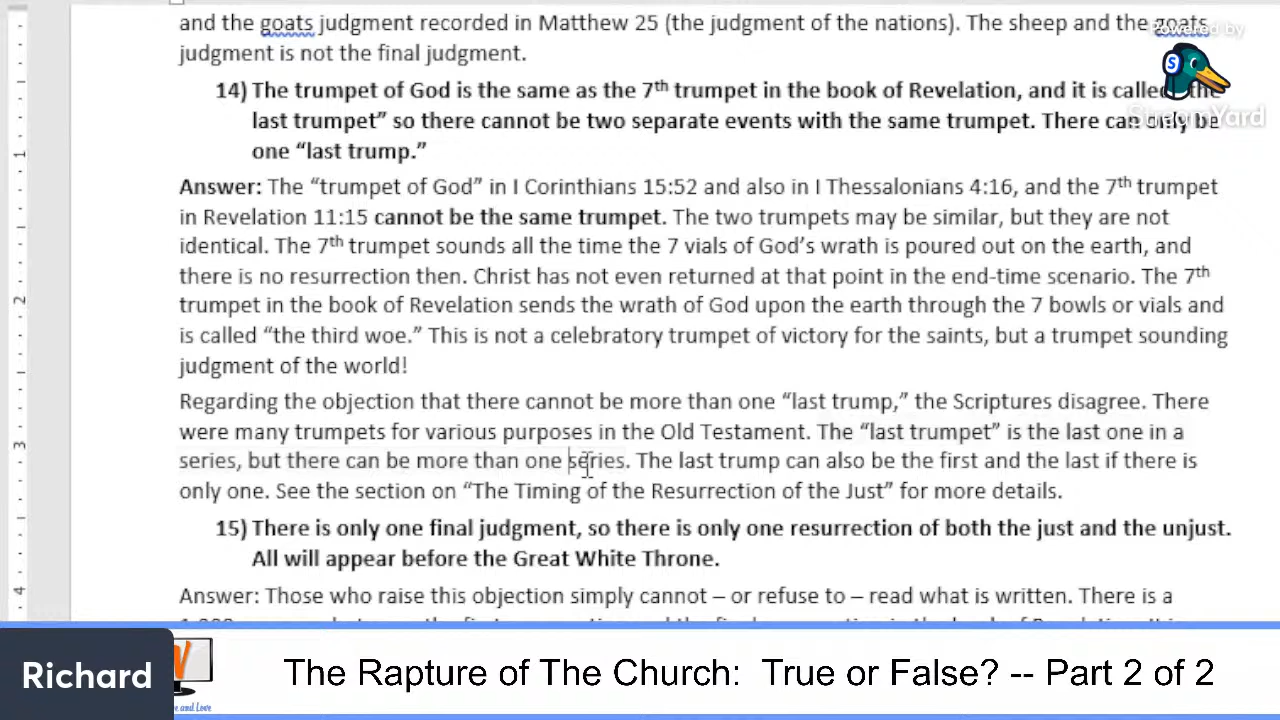 and the goats judgment recorded in Matthew 25 (the judgment of the nations). The sheep and the goats
Powered by
judgment is not the final judgment.
S
StreamYard
14) The trumpet of God is the same as the 7th trumpet in the book of Revelation, and it is called "the
last trumpet" so there cannot be two separate events with the same trumpet. There can only be
one "last trump."
1
Answer: The "trumpet of God" in I Corinthians 15:52 and also in I Thessalonians 4:16, and the 7th trumpet
in Revelation 11:15 cannot be the same trumpet. The two trumpets may be similar, but they are not
identical. The 7th trumpet sounds all the time the 7 vials of God's wrath is poured out on the earth, and
there is no resurrection then. Christ has not even returned at that point in the end-time scenario. The 7th
2
trumpet in the book of Revelation sends the wrath of God upon the earth through the 7 bowls or vials and
is called "the third woe." This is not a celebratory trumpet of victory for the saints, but a trumpet sounding
judgment of the world!
Regarding the objection that there cannot be more than one "last trump," the Scriptures disagree. There
were many trumpets for various purposes in the Old Testament. The "last trumpet" is the last one in a
3
series, but there can be more than one series. The last trump can also be the first and the last if there is
only one. See the section on "The Timing of the Resurrection of the Just" for more details.
15) There is only one final judgment, so there is only one resurrection of both the just and the unjust.
All will appear before the Great White Throne.
4
Answer: Those who raise this objection simply cannot – or refuse to – read what is written. There is a
Richard
The Rapture of The Church: True or False? -- Part 2 of 2
and Love